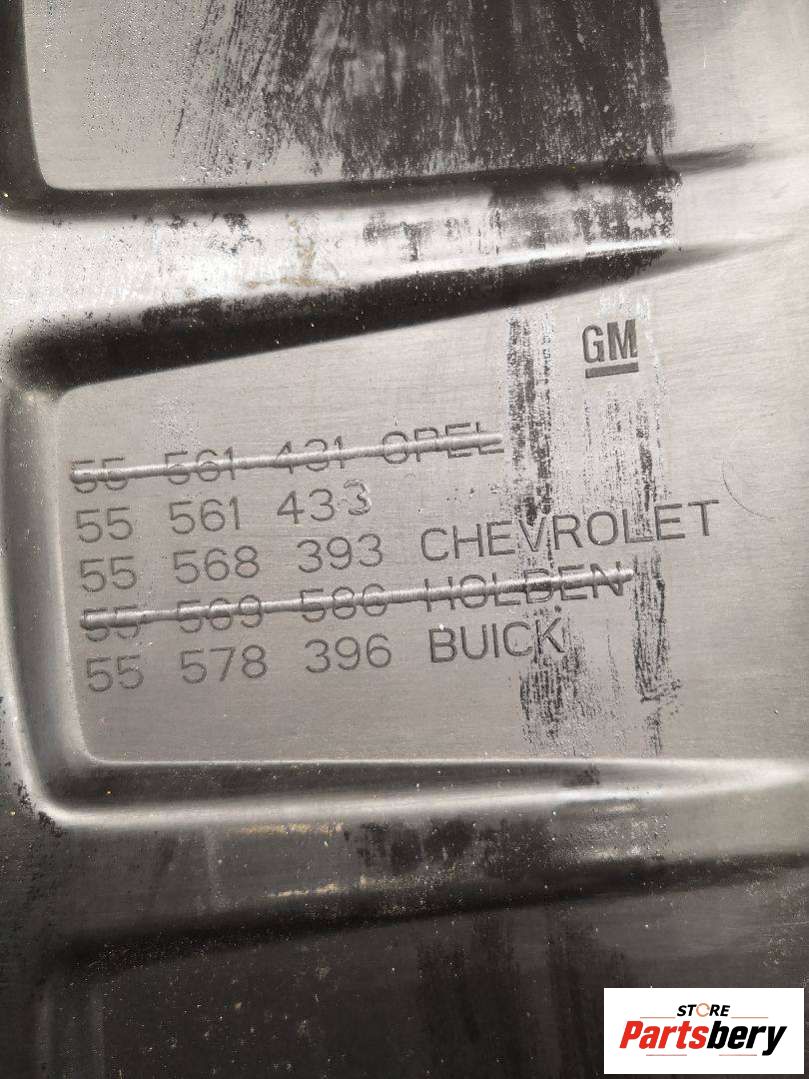 GM
55 561 431 OPEL
55 561 433
55 568 393 CHEVROLET
55 569 586 HOLDEN
55 578 396 BUICK
STORE
Partsbery